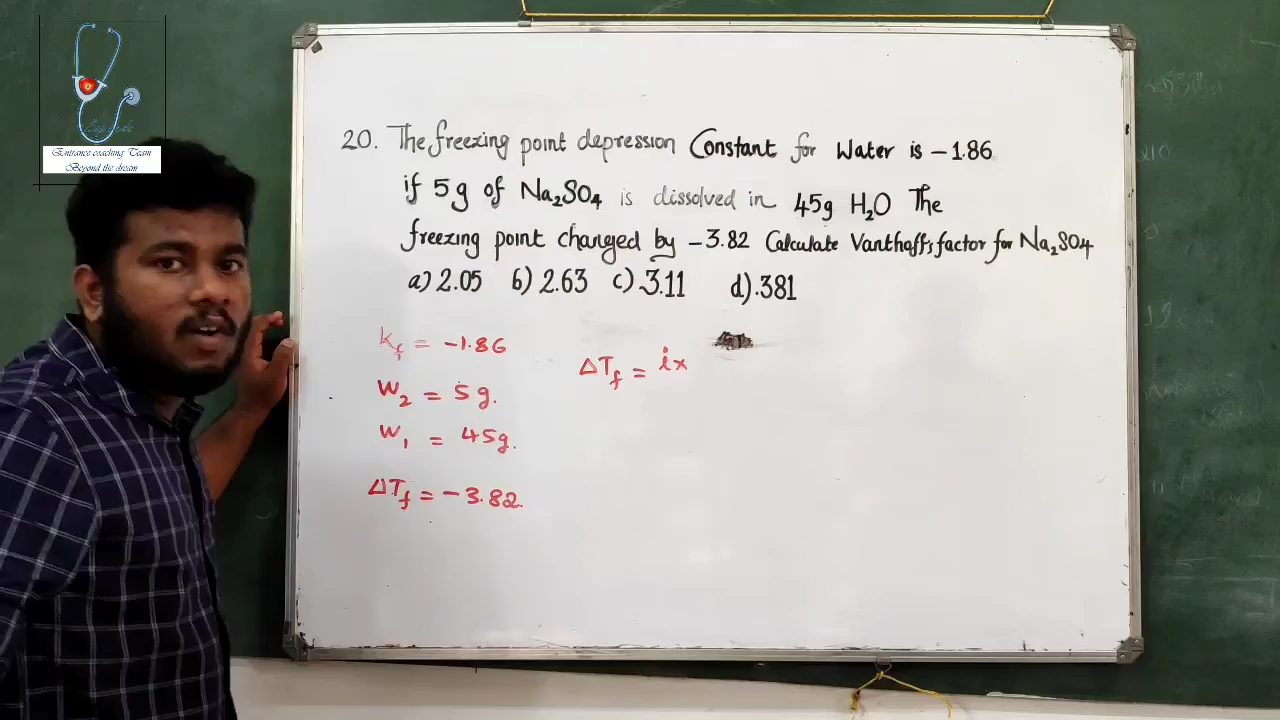 Entrance coaching Team
Beyond the dream
20. The freezing point depression Constant for Water is -1.86
if 5g of Na₂SO₄ is dissolved in 45g H₂O The
freezing point changed by -3.82 Calculate Vanthoff's factor for Na₂SO₄
a) 2.05 b) 2.63 c) 3.11 d) .381
Kf = -1.86
ΔTf = ix
W₂ = 5g.
W₁ = 45g.
ΔTf = -3.82.